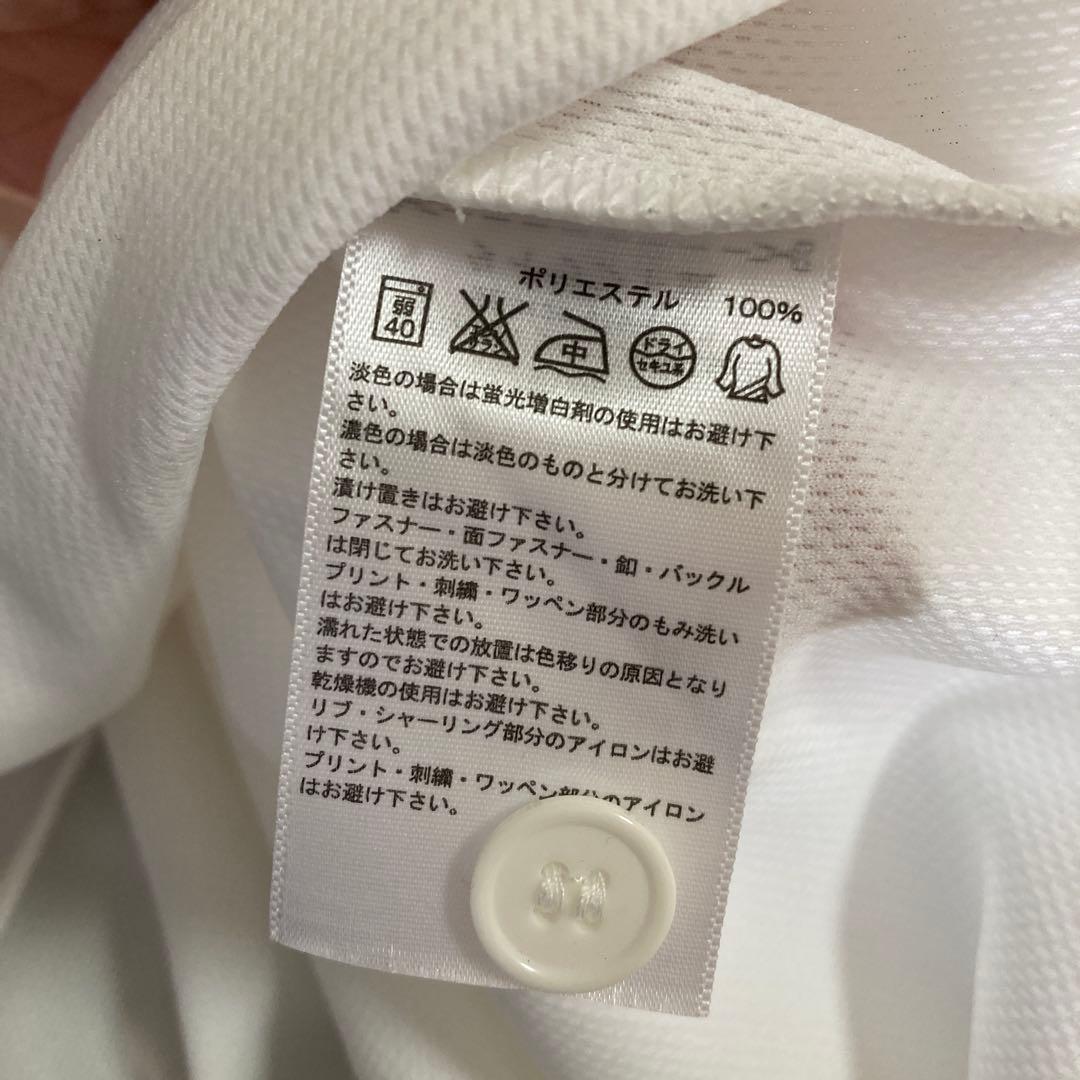 ポリエステル 100%
弱
40
エンソ
サラシ
中
ドライ
セキユ系
淡色の場合は蛍光増白剤の使用はお避け下
さい。
濃色の場合は淡色のものと分けてお洗い下
さい。
漬け置きはお避け下さい。
ファスナー・面ファスナー・釦・バックル
は閉じてお洗い下さい。
プリント・刺繍・ワッペン部分のもみ洗い
はお避け下さい。
濡れた状態での放置は色移りの原因となり
ますのでお避け下さい。
乾燥機の使用はお避け下さい。
リブ・シャーリング部分のアイロンはお避
け下さい。
プリント・刺繍・ワッペン部分のアイロン
はお避け下さい。